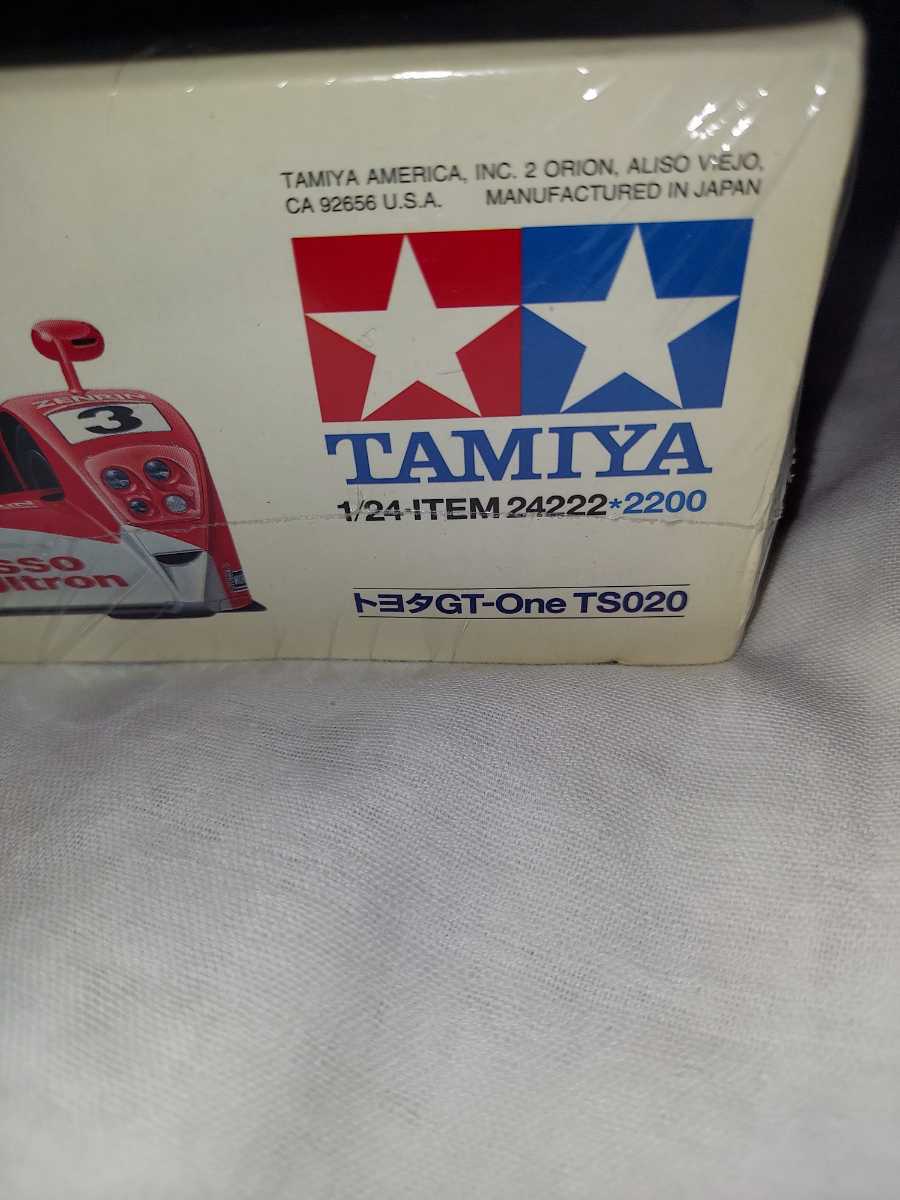 TAMIYA AMERICA, INC. 2 ORION, ALISO VIEJO,
CA 92656 U.S.A. MANUFACTURED IN JAPAN
TAMIYA
1/24·ITEM 24222*2200
トヨタGT-One TS020
ZENRIN
3